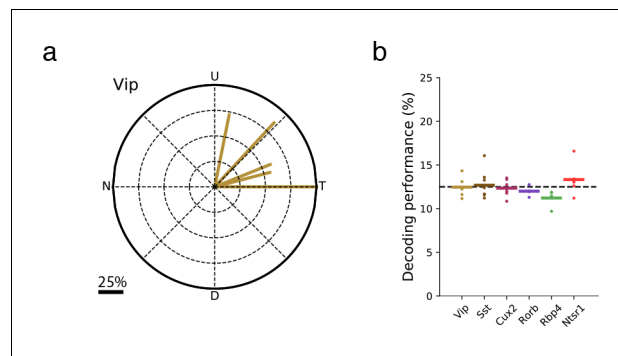 a
Vip
U
N
T
D
25%
b
Decoding performance (%)
25
20
15
10
5
0
Vip
Sst
Cux2
Rorb
Rbp4
Ntsr1